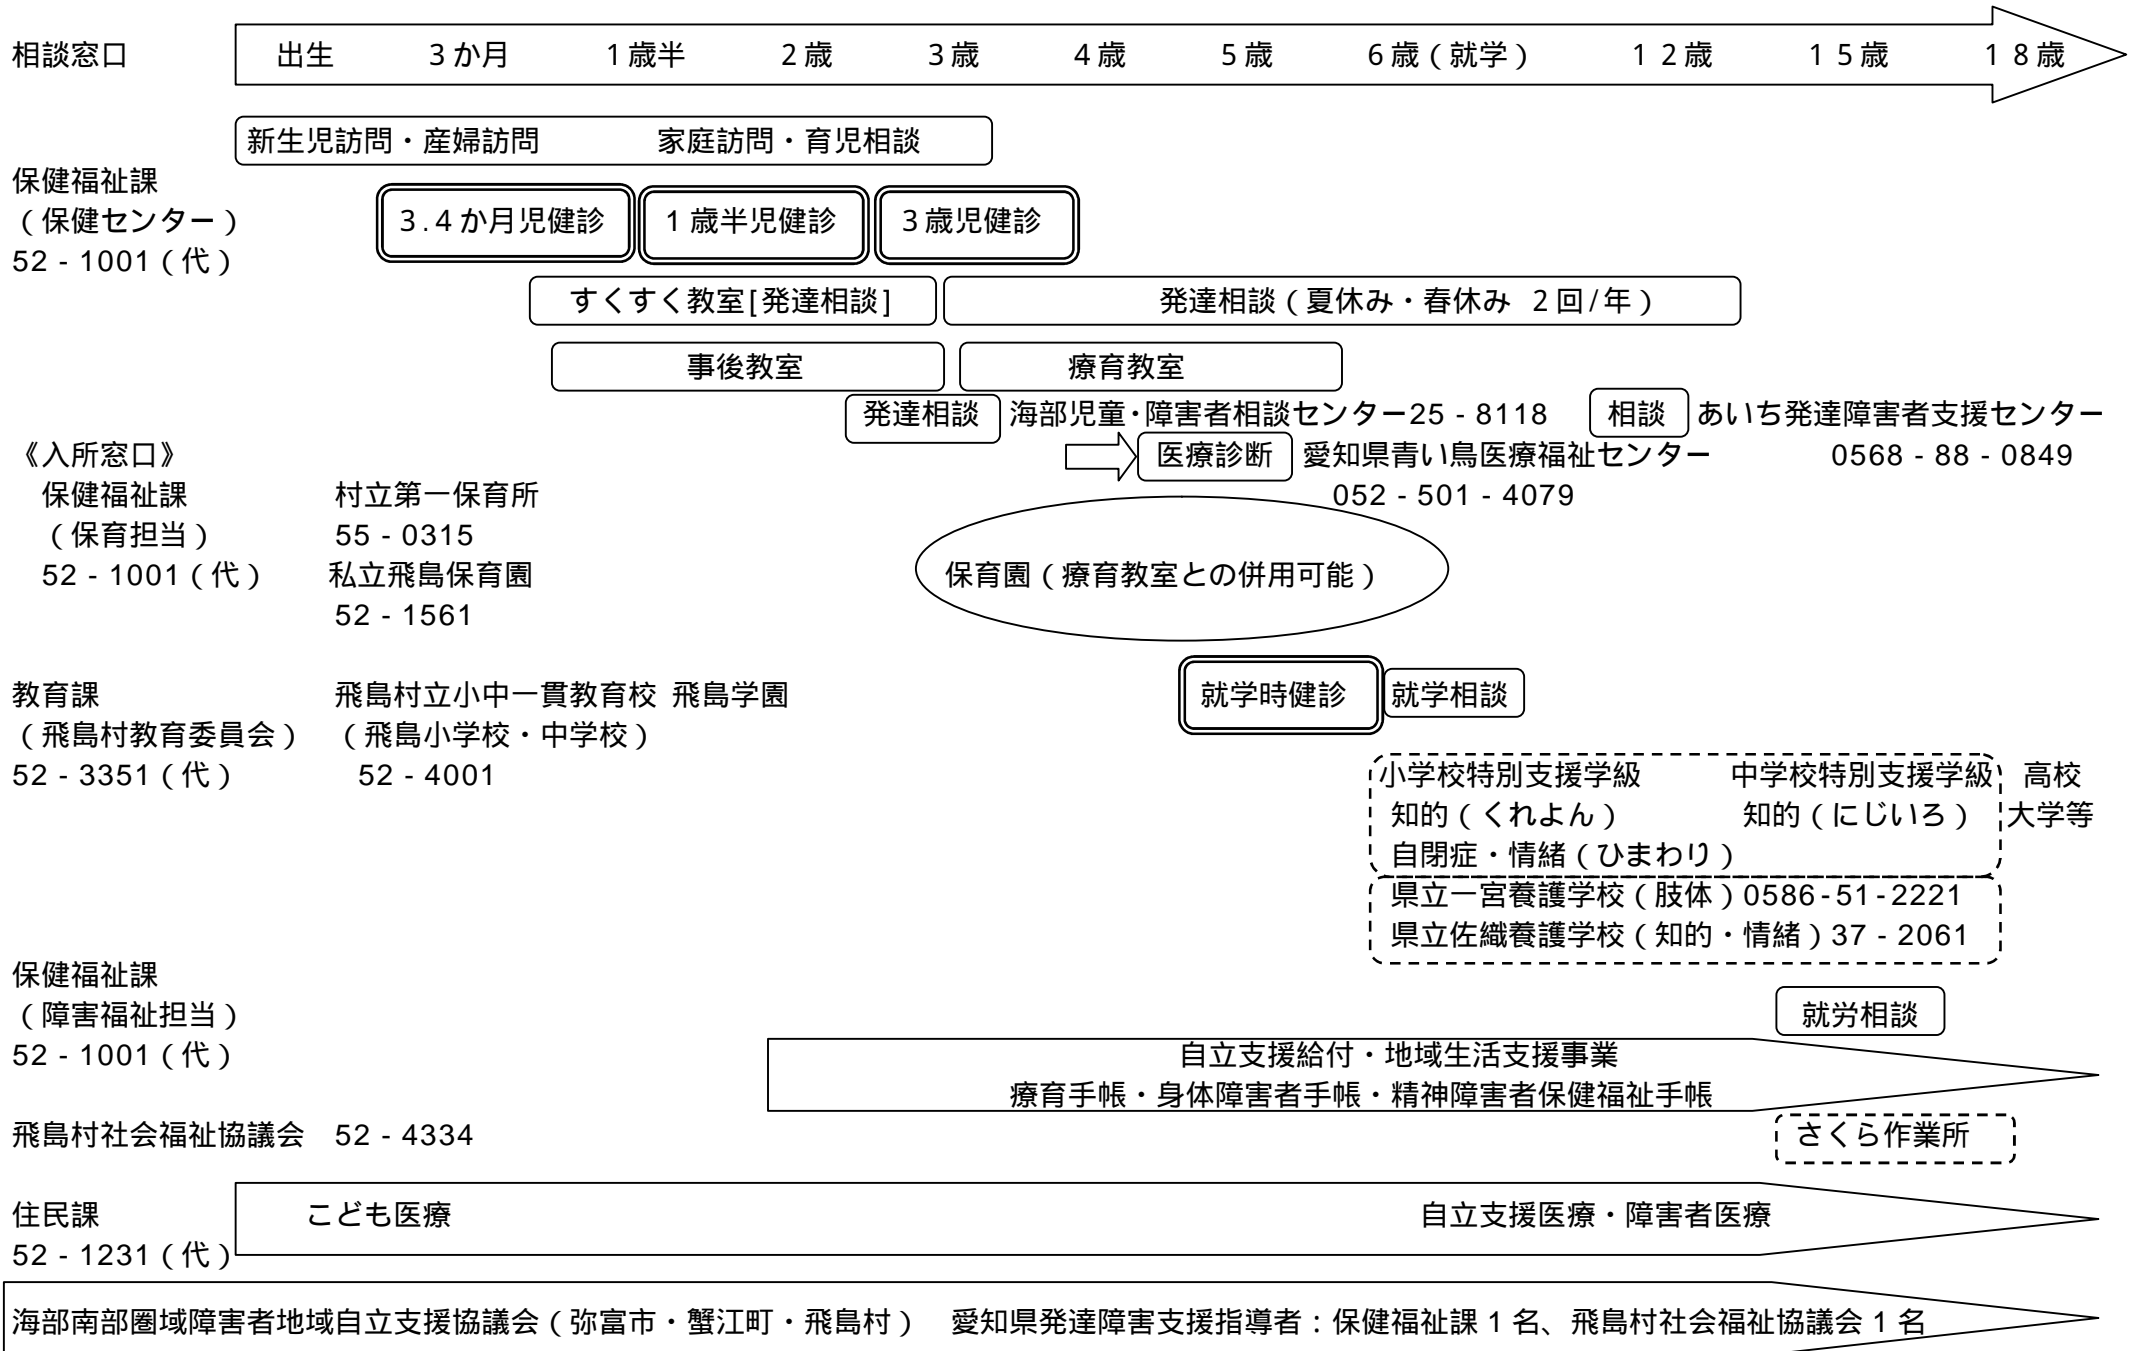 相談窓口 出生 3か月 1歳半 2歳 3歳 4歳 5歳 6歳(就学) 12歳 15歳 18歳
新生児訪問・産婦訪問 家庭訪問・育児相談
保健福祉課
(保健センター) 3.4か月児健診 1歳半児健診 3歳児健診
52-1001(代)
すくすく教室[発達相談] 発達相談(夏休み・春休み 2回/年)
事後教室 療育教室
発達相談 海部児童・障害者相談センター25-8118 相談 あいち発達障害者支援センター
《入所窓口》 医療診断 愛知県青い鳥医療福祉センター 0568-88-0849
保健福祉課 村立第一保育所 052-501-4079
(保育担当) 55-0315
52-1001(代) 私立飛島保育園 保育園(療育教室との併用可能)
52-1561
教育課 飛島村立小中一貫教育校 飛島学園 就学時健診 就学相談
(飛島村教育委員会) (飛島小学校・中学校)
52-3351(代) 52-4001 小学校特別支援学級 中学校特別支援学級 高校
知的(くれよん) 知的(にじいろ) 大学等
自閉症・情緒(ひまわり)
県立一宮養護学校(肢体)0586-51-2221
県立佐織養護学校(知的・情緒)37-2061
保健福祉課
(障害福祉担当) 就労相談
52-1001(代) 自立支援給付・地域生活支援事業
療育手帳・身体障害者手帳・精神障害者保健福祉手帳
飛島村社会福祉協議会 52-4334 さくら作業所
住民課 こども医療 自立支援医療・障害者医療
52-1231(代)
海部南部圏域障害者地域自立支援協議会(弥富市・蟹江町・飛島村) 愛知県発達障害支援指導者:保健福祉課1名、飛島村社会福祉協議会1名